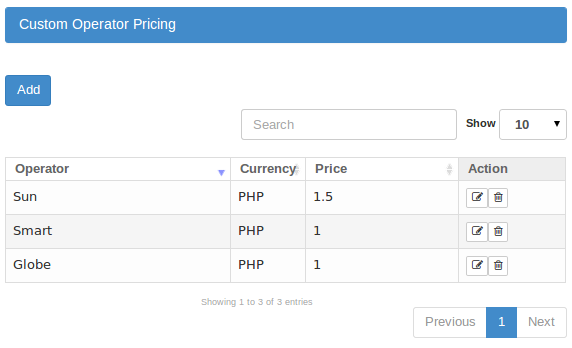 Custom Operator Pricing
Add
Search Show 10
Operator Currency Price Action
Sun PHP 1.5
Smart PHP 1
Globe PHP 1
Showing 1 to 3 of 3 entries
Previous 1 Next